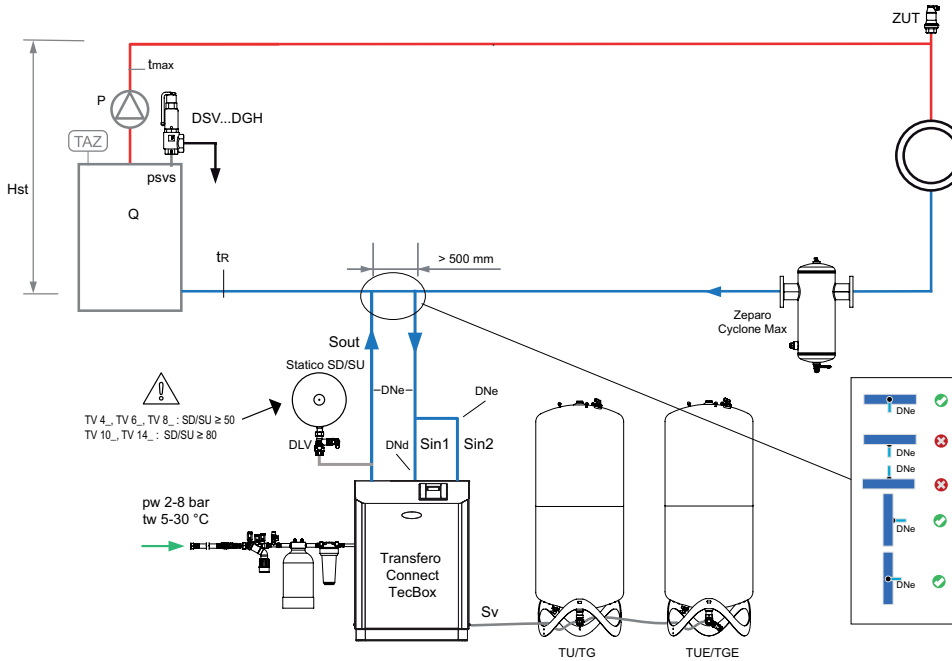 ZUT
tmax
P
DSV...DGH
TAZ
psvs
Hst
Q
tR
> 500 mm
Zeparo
Cyclone Max
Sout
Statico SD/SU
DNe
DNe
TV 4_, TV 6_, TV 8_ : SD/SU ≥ 50
TV 10_, TV 14_ : SD/SU ≥ 80
DLV
DNd
Sin1
Sin2
pw 2-8 bar
tw 5-30 °C
Transfero
Connect
TecBox
Sv
TU/TG
TUE/TGE
DNe
DNe
DNe
DNe
DNe